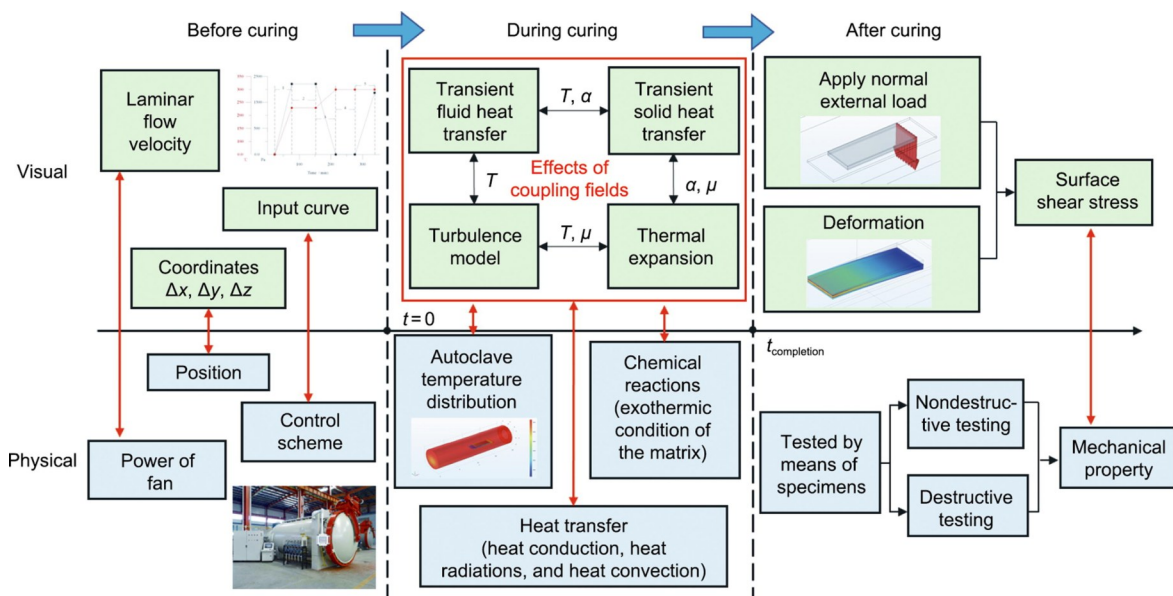 Before curing
During curing
After curing
Visual
Laminar
flow
velocity
Input curve
Coordinates
Δx, Δy, Δz
Transient
fluid heat
transfer
T, α
Transient
solid heat
transfer
T
Effects of
coupling fields
α, μ
Turbulence
model
T, μ
Thermal
expansion
Apply normal
external load
Deformation
Surface
shear stress
t = 0
t completion
Physical
Position
Control
scheme
Power of
fan
Autoclave
temperature
distribution
Chemical
reactions
(exothermic
condition of
the matrix)
Heat transfer
(heat conduction, heat
radiations, and heat convection)
Tested by
means of
specimens
Nondestruc-
tive testing
Destructive
testing
Mechanical
property